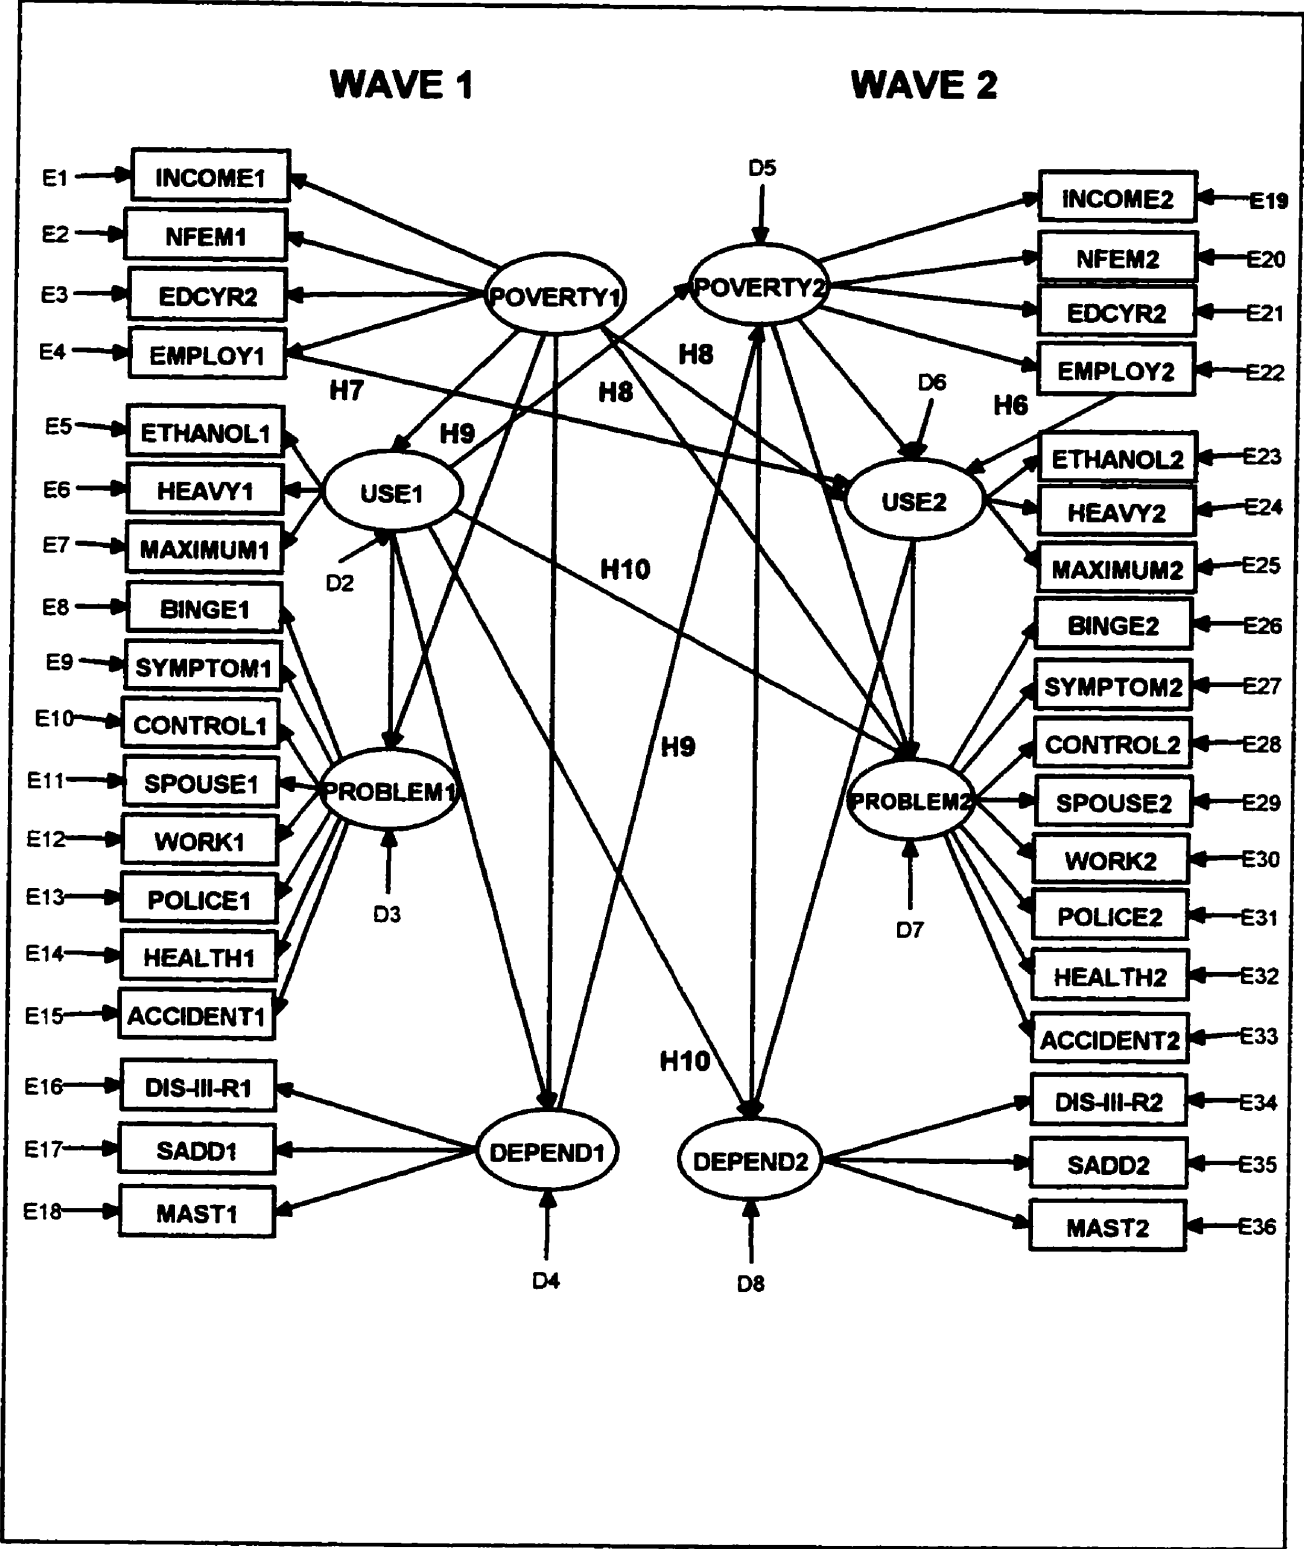 WAVE 1
WAVE 2
E1
INCOME1
E2
NFEM1
E3
EDCYR2
E4
EMPLOY1
E5
ETHANOL1
E6
HEAVY1
E7
MAXIMUM1
E8
BINGE1
E9
SYMPTOM1
E10
CONTROL1
E11
SPOUSE1
E12
WORK1
E13
POLICE1
E14
HEALTH1
E15
ACCIDENT1
E16
DIS-III-R1
E17
SADD1
E18
MAST1
POVERTY1
H7
H9
USE1
D2
PROBLEM1
D3
DEPEND1
D4
H8
H8
H10
H9
H10
D5
POVERTY2
D6
H6
USE2
PROBLEM2
D7
DEPEND2
D8
INCOME2
E19
NFEM2
E20
EDCYR2
E21
EMPLOY2
E22
ETHANOL2
E23
HEAVY2
E24
MAXIMUM2
E25
BINGE2
E26
SYMPTOM2
E27
CONTROL2
E28
SPOUSE2
E29
WORK2
E30
POLICE2
E31
HEALTH2
E32
ACCIDENT2
E33
DIS-III-R2
E34
SADD2
E35
MAST2
E36